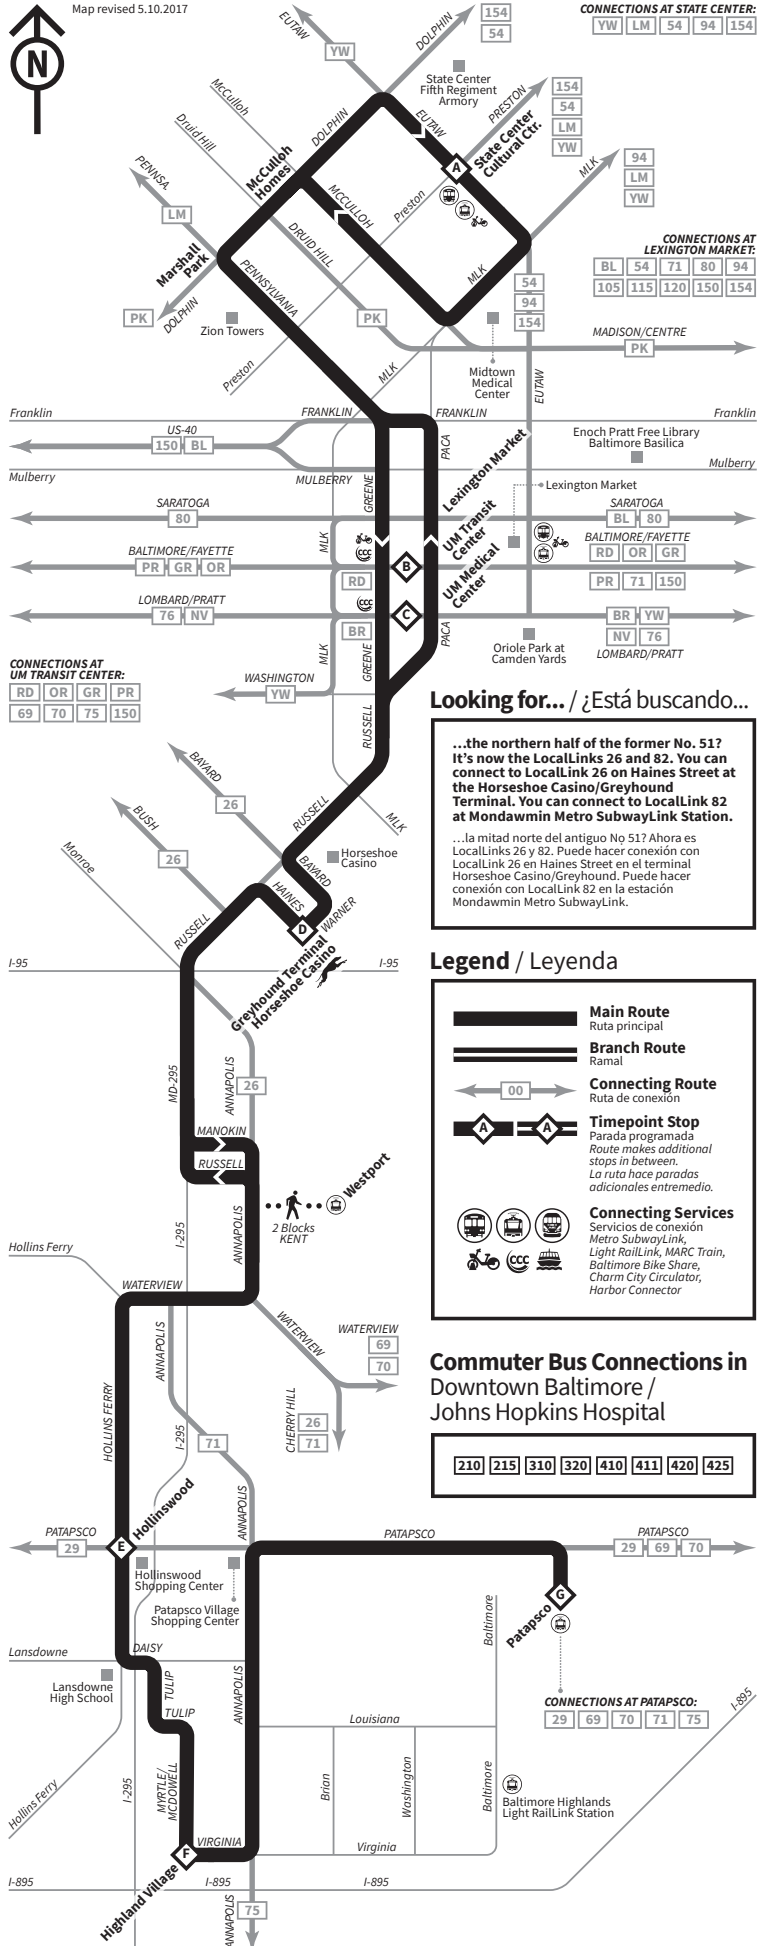 Map revised 5.10.2017
N
CONNECTIONS AT STATE CENTER:
YW LM 54 94 154
EUTAW
YW
DOLPHIN
154
54
State Center
Fifth Regiment
Armory
McCulloh
Druid Hill
DOLPHIN
EUTAW
PRESTON
154
54
LM
YW
A
State Center
Cultural Ctr.
McCulloh
Homes
PENNSA.
LM
MCCULLOH
Preston
MLK
94
LM
YW
DRUID HILL
Marshall
Park
PENNSYLVANIA
MLK
CONNECTIONS AT
LEXINGTON MARKET:
BL 54 71 80 94
105 115 120 150 154
54
94
154
PK
DOLPHIN
Zion Towers
PK
Preston
MLK
Midtown
Medical
Center
MADISON/CENTRE
PK
EUTAW
Franklin
FRANKLIN
FRANKLIN
Franklin
US-40
150 BL
PACA
Enoch Pratt Free Library
Baltimore Basilica
Mulberry
MULBERRY
GREENE
Lexington Market
Mulberry
Lexington Market
SARATOGA
80
SARATOGA
BL 80
MLK
CCC
UM Transit
Center
BALTIMORE/FAYETTE
PR GR OR
RD
B
BALTIMORE/FAYETTE
RD OR GR
PR 71 150
UM Medical
Center
LOMBARD/PRATT
76 NV
CCC
BR
C
BR YW
NV 76
LOMBARD/PRATT
MLK
GREENE
PACA
Oriole Park at
Camden Yards
CONNECTIONS AT
UM TRANSIT CENTER:
RD OR GR PR
69 70 75 150
WASHINGTON
YW
RUSSELL
Looking for... / ¿Está buscando...
...the northern half of the former No. 51?
It's now the LocalLinks 26 and 82. You can
connect to LocalLink 26 on Haines Street at
the Horseshoe Casino/Greyhound
Terminal. You can connect to LocalLink 82
at Mondawmin Metro SubwayLink Station.
...la mitad norte del antiguo No 51? Ahora es
LocalLinks 26 y 82. Puede hacer conexión con
LocalLink 26 en Haines Street en el terminal
Horseshoe Casino/Greyhound. Puede hacer
conexión con LocalLink 82 en la estación
Mondawmin Metro SubwayLink.
BAYARD
26
BUSH
26
RUSSELL
MLK
Monroe
BAYARD
Horseshoe
Casino
HAINES
WARNER
RUSSELL
D
I-95
I-95
Greyhound Terminal
Horseshoe Casino
Legend / Leyenda
Main Route
Ruta principal
Branch Route
Ramal
00
Connecting Route
Ruta de conexión
A
A
Timepoint Stop
Parada programada
Route makes additional
stops in between.
La ruta hace paradas
adicionales entremedio.
Connecting Services
Servicios de conexión
Metro SubwayLink,
Light RailLink, MARC Train,
Baltimore Bike Share,
Charm City Circulator,
Harbor Connector
CCC
MD-295
ANNAPOLIS
26
MANOKIN
RUSSELL
Westport
2 Blocks
KENT
ANNAPOLIS
I-295
Hollins Ferry
WATERVIEW
ANNAPOLIS
WATERVIEW
WATERVIEW
69
70
CHERRY HILL
26
71
HOLLINS FERRY
I-295
71
Commuter Bus Connections in
Downtown Baltimore /
Johns Hopkins Hospital
210 215 310 320 410 411 420 425
Hollinswood
ANNAPOLIS
PATAPSCO
29
E
PATAPSCO
PATAPSCO
29 69 70
Hollinswood
Shopping Center
Patapsco Village
Shopping Center
G
Patapsco
Baltimore
Lansdowne
DAISY
Lansdowne
High School
TULIP
TULIP
ANNAPOLIS
CONNECTIONS AT PATAPSCO:
29 69 70 71 75
I-895
Louisiana
Hollins Ferry
I-295
MYRTLE/
MCDOWELL
Brian
Washington
Baltimore
Baltimore Highlands
Light RailLink Station
F
VIRGINIA
Virginia
Highland Village
I-895
I-895
I-895
ANNAPOLIS
75